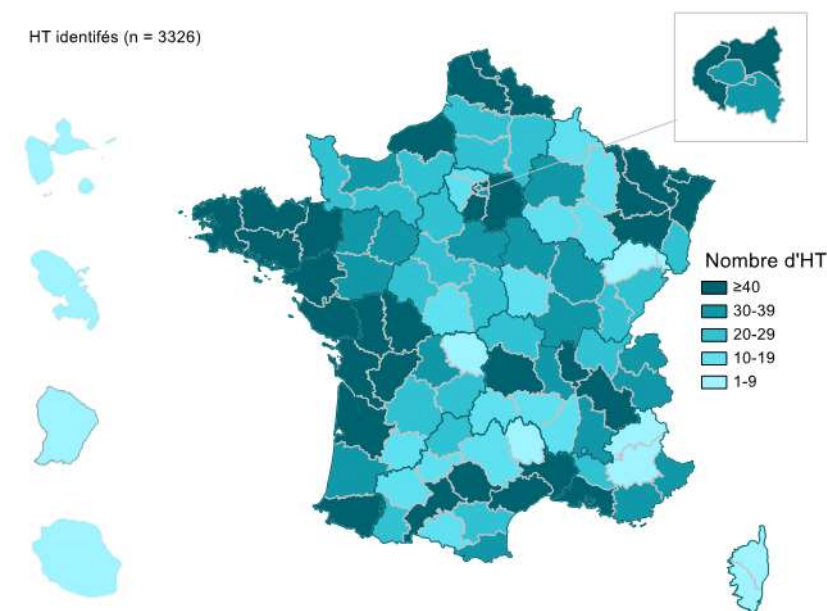 HT identifés (n = 3326)
Nombre d'HT
≥40
30-39
20-29
10-19
1-9